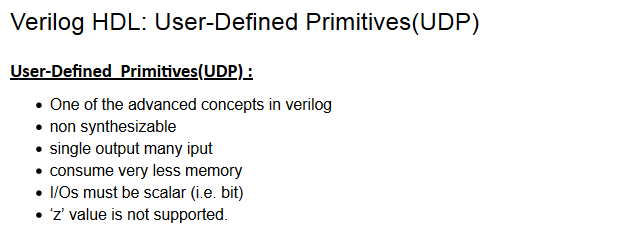 Verilog HDL: User-Defined Primitives(UDP)
User-Defined Primitives(UDP) :
• One of the advanced concepts in verilog
• non synthesizable
• single output many iput
• consume very less memory
• I/Os must be scalar (i.e. bit)
• ‘z’ value is not supported.